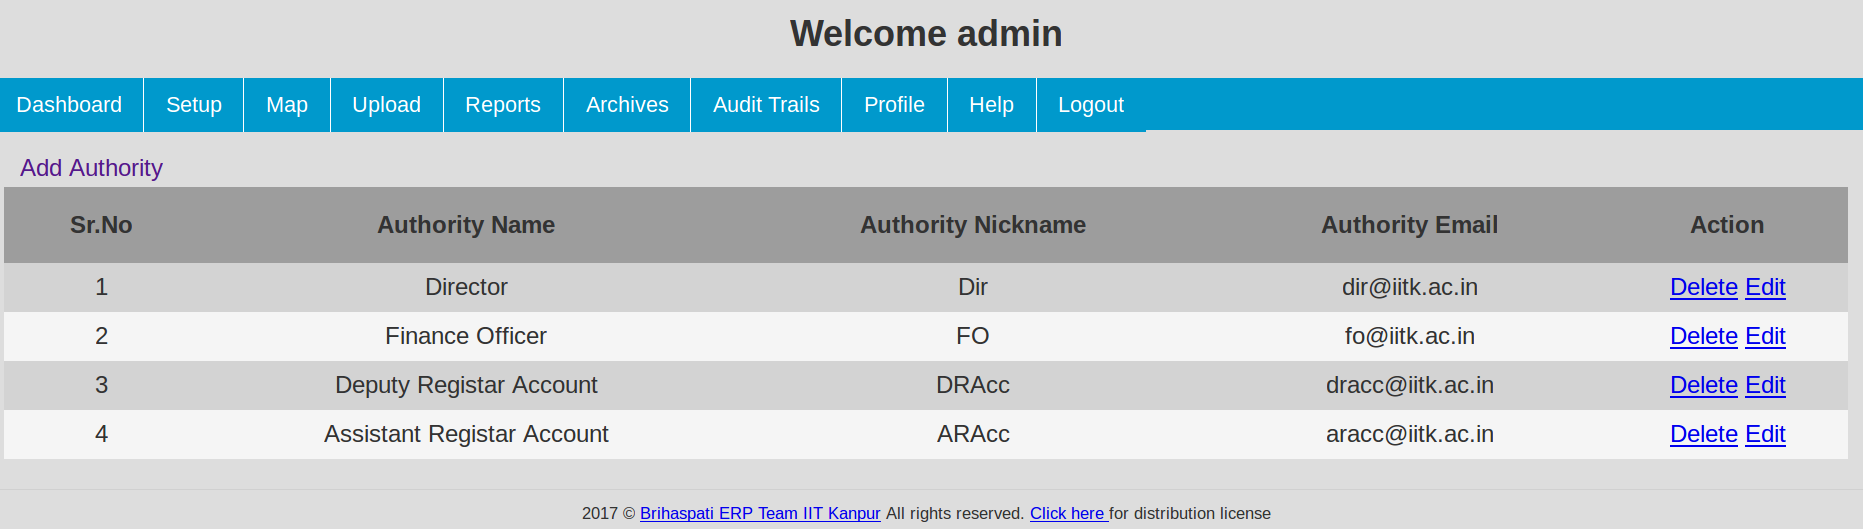 Welcome admin
Dashboard Setup Map Upload Reports Archives Audit Trails Profile Help Logout
Add Authority
Sr.No Authority Name Authority Nickname Authority Email Action
1 Director Dir dir@iitk.ac.in Delete Edit
2 Finance Officer FO fo@iitk.ac.in Delete Edit
3 Deputy Registar Account DRAcc dracc@iitk.ac.in Delete Edit
4 Assistant Registar Account ARAcc aracc@iitk.ac.in Delete Edit
2017 © Brihaspati ERP Team IIT Kanpur All rights reserved. Click here for distribution license